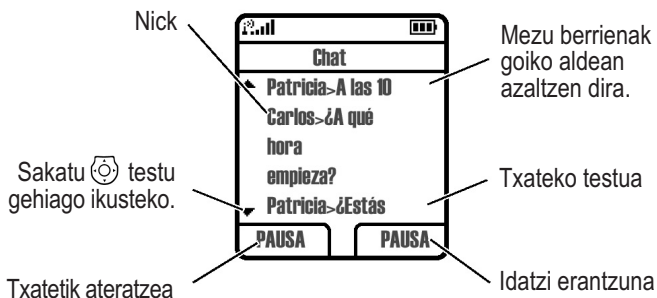 Nick
Mezu berrienak
goiko aldean
azaltzen dira.
Chat
Patricia>A las 10
Carlos>¿A qué
hora
empieza?
Patricia>¿Estás
Sakatu testu
gehiago ikusteko.
Txateko testua
PAUSA
PAUSA
Txatetik ateratzea
Idatzi erantzuna